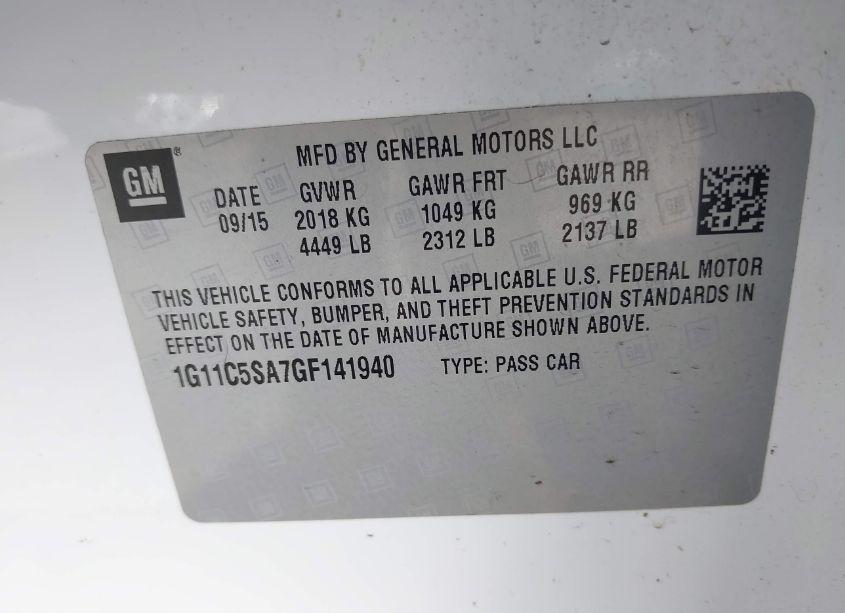 MFD BY GENERAL MOTORS LLC
GM®
DATE GVWR GAWR FRT GAWR RR
09/15 2018 KG 1049 KG 969 KG
4449 LB 2312 LB 2137 LB
THIS VEHICLE CONFORMS TO ALL APPLICABLE U.S. FEDERAL MOTOR
VEHICLE SAFETY, BUMPER, AND THEFT PREVENTION STANDARDS IN
EFFECT ON THE DATE OF MANUFACTURE SHOWN ABOVE.
1G11C5SA7GF141940 TYPE: PASS CAR